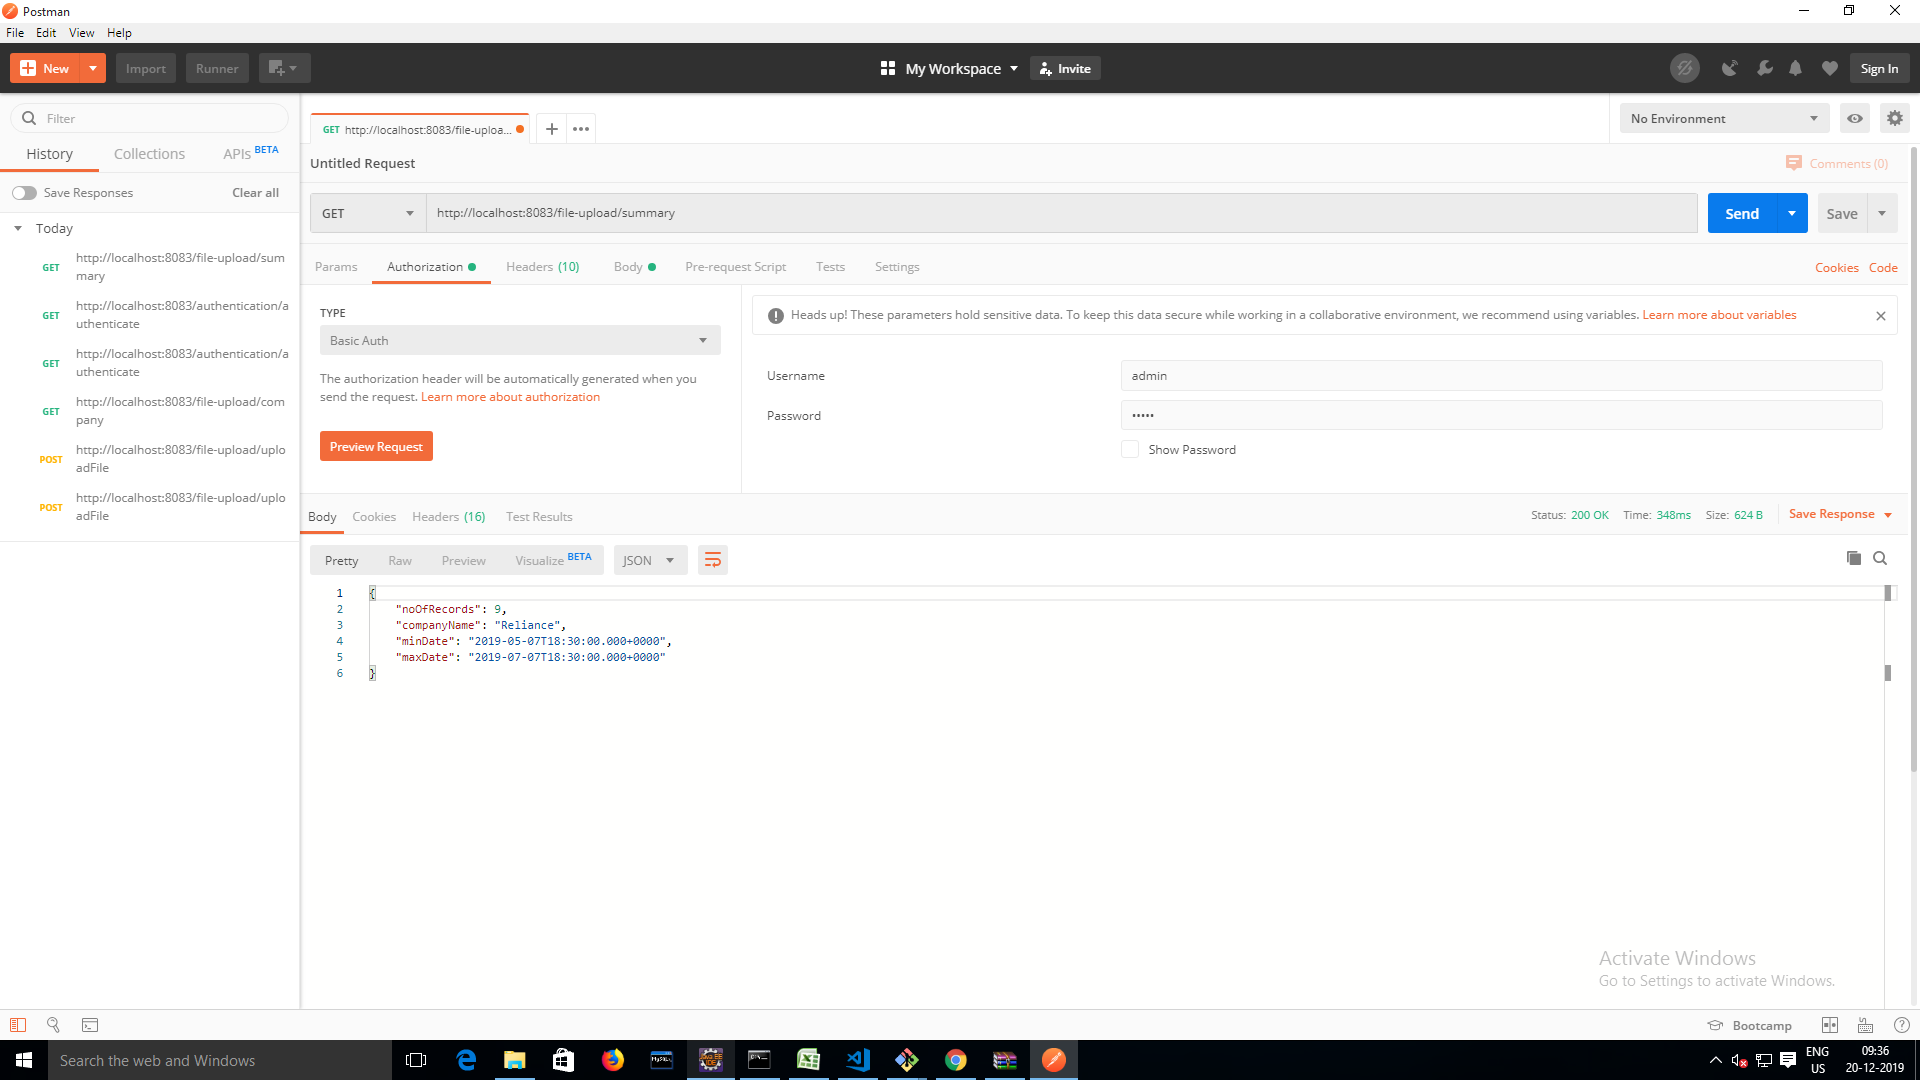 Postman
File Edit View Help
New Import Runner My Workspace Invite Sign In
Filter
History Collections APIs BETA
Save Responses Clear all
Today
GET http://localhost:8083/file-upload/sum
mary
GET http://localhost:8083/authentication/a
uthenticate
GET http://localhost:8083/authentication/a
uthenticate
GET http://localhost:8083/file-upload/com
pany
POST http://localhost:8083/file-upload/uplo
adFile
POST http://localhost:8083/file-upload/uplo
adFile
GET http://localhost:8083/file-uploa...
No Environment
Untitled Request Comments (0)
GET http://localhost:8083/file-upload/summary Send Save
Params Authorization Headers (10) Body Pre-request Script Tests Settings Cookies Code
TYPE
Basic Auth
The authorization header will be automatically generated when you
send the request. Learn more about authorization
Preview Request
Heads up! These parameters hold sensitive data. To keep this data secure while working in a collaborative environment, we recommend using variables. Learn more about variables
Username admin
Password •••••
Show Password
Body Cookies Headers (16) Test Results Status: 200 OK Time: 348ms Size: 624 B Save Response
Pretty Raw Preview Visualize BETA JSON
1 {
2 "noOfRecords": 9,
3 "companyName": "Reliance",
4 "minDate": "2019-05-07T18:30:00.000+0000",
5 "maxDate": "2019-07-07T18:30:00.000+0000"
6 }
Activate Windows
Go to Settings to activate Windows.
Bootcamp
Search the web and Windows
ENG
US
09:36
20-12-2019